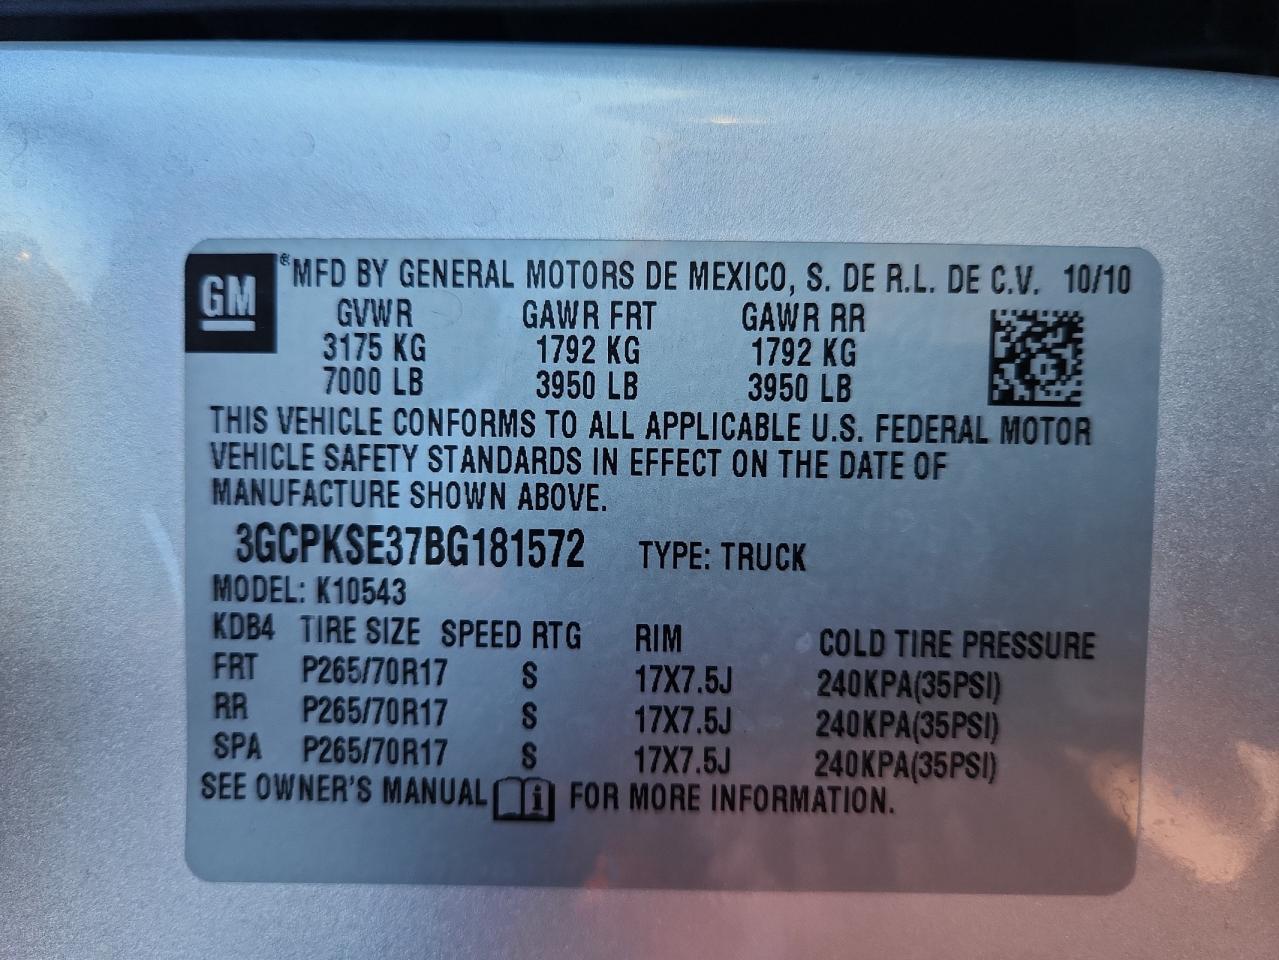 GM ® MFD BY GENERAL MOTORS DE MEXICO, S. DE R.L. DE C.V. 10/10
GVWR GAWR FRT GAWR RR
3175 KG 1792 KG 1792 KG
7000 LB 3950 LB 3950 LB
THIS VEHICLE CONFORMS TO ALL APPLICABLE U.S. FEDERAL MOTOR
VEHICLE SAFETY STANDARDS IN EFFECT ON THE DATE OF
MANUFACTURE SHOWN ABOVE.
3GCPKSE37BG181572 TYPE: TRUCK
MODEL: K10543
KDB4 TIRE SIZE SPEED RTG RIM COLD TIRE PRESSURE
FRT P265/70R17 S 17X7.5J 240KPA(35PSI)
RR P265/70R17 S 17X7.5J 240KPA(35PSI)
SPA P265/70R17 S 17X7.5J 240KPA(35PSI)
SEE OWNER'S MANUAL i FOR MORE INFORMATION.